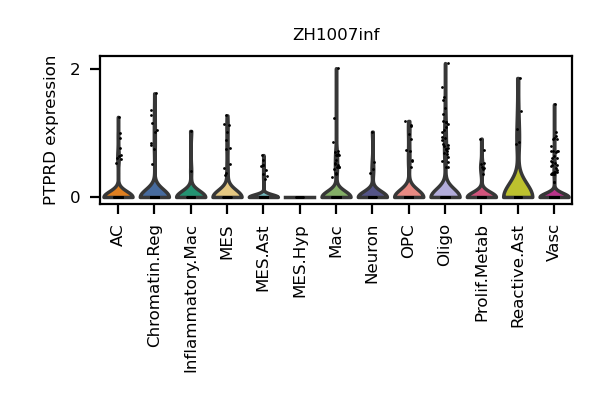 ZH1007inf
PTPRD expression
2
0
AC
Chromatin.Reg
Inflammatory.Mac
MES
MES.Ast
MES.Hyp
Mac
Neuron
OPC
Oligo
Prolif.Metab
Reactive.Ast
Vasc